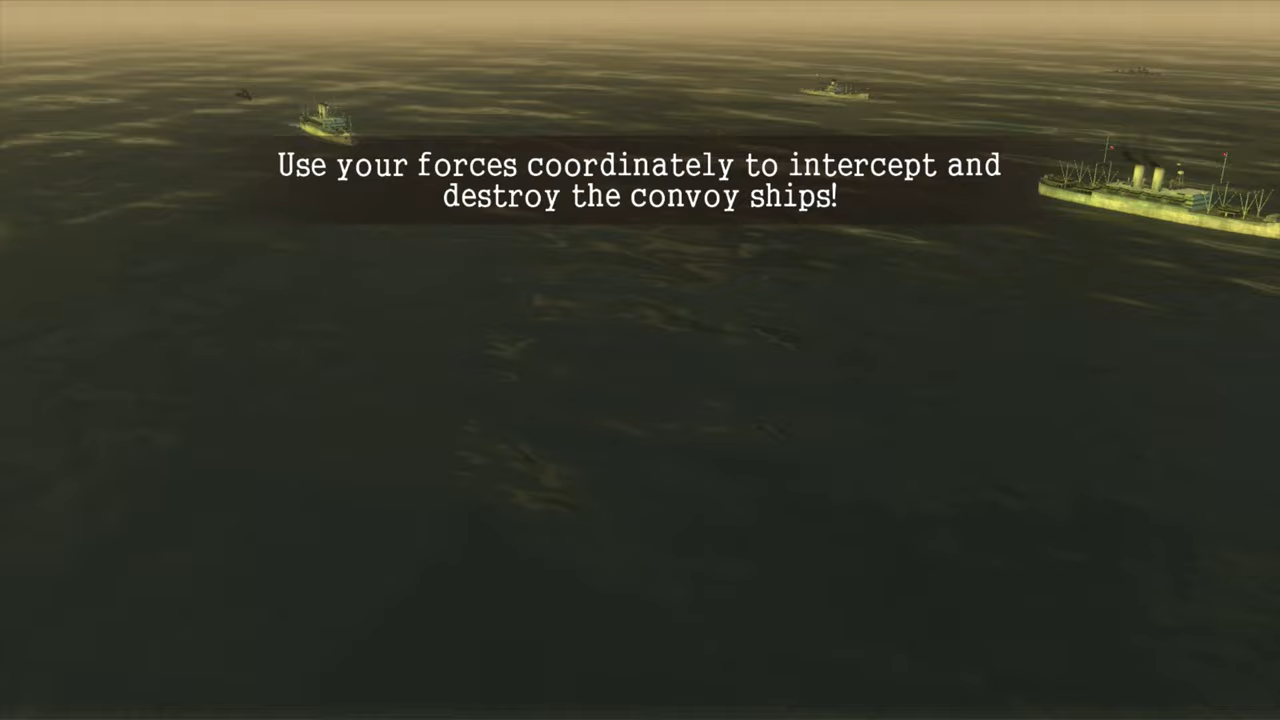 Use your forces coordinately to intercept and
destroy the convoy ships!